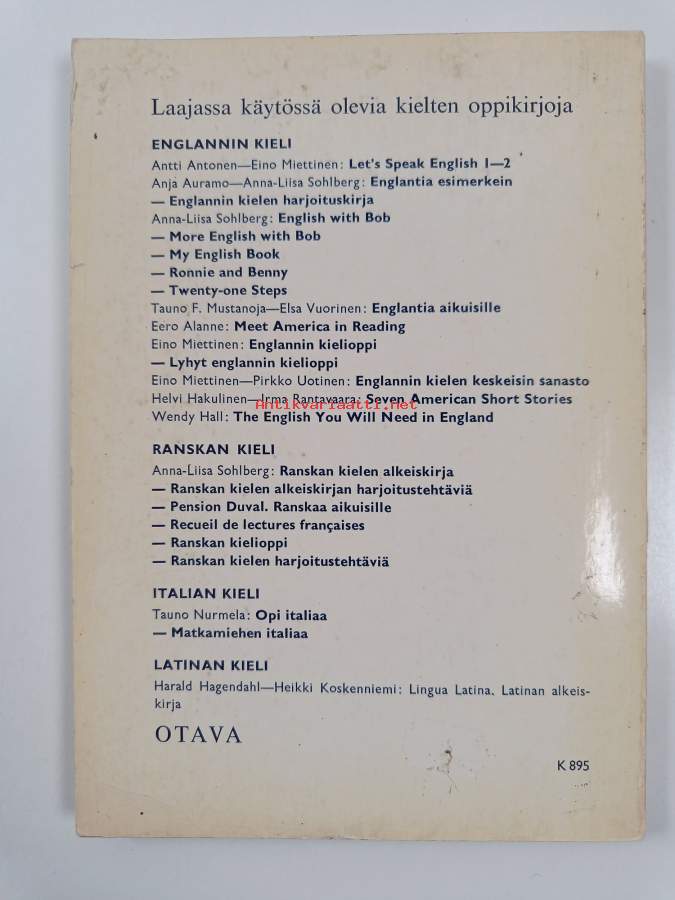 Laajassa käytössä olevia kielten oppikirjoja
ENGLANNIN KIELI
Antti Antonen—Eino Miettinen: Let's Speak English 1—2
Anja Auramo—Anna-Liisa Sohlberg: Englantia esimerkein
— Englannin kielen harjoituskirja
Anna-Liisa Sohlberg: English with Bob
— More English with Bob
— My English Book
— Ronnie and Benny
— Twenty-one Steps
Tauno F. Mustanoja—Elsa Vuorinen: Englantia aikuisille
Eero Alanne: Meet America in Reading
Eino Miettinen: Englannin kielioppi
— Lyhyt englannin kielioppi
Eino Miettinen—Pirkko Uotinen: Englannin kielen keskeisin sanasto
Helvi Hakulinen—Irma Rantavaara: Seven American Short Stories
Antikvariaatti.net
Wendy Hall: The English You Will Need in England
RANSKAN KIELI
Anna-Liisa Sohlberg: Ranskan kielen alkeiskirja
— Ranskan kielen alkeiskirjan harjoitustehtäviä
— Pension Duval. Ranskaa aikuisille
— Recueil de lectures françaises
— Ranskan kielioppi
— Ranskan kielen harjoitustehtäviä
ITALIAN KIELI
Tauno Nurmela: Opi italiaa
— Matkamiehen italiaa
LATINAN KIELI
Harald Hagendahl—Heikki Koskenniemi: Lingua Latina. Latinan alkeis-
kirja
OTAVA
K 895